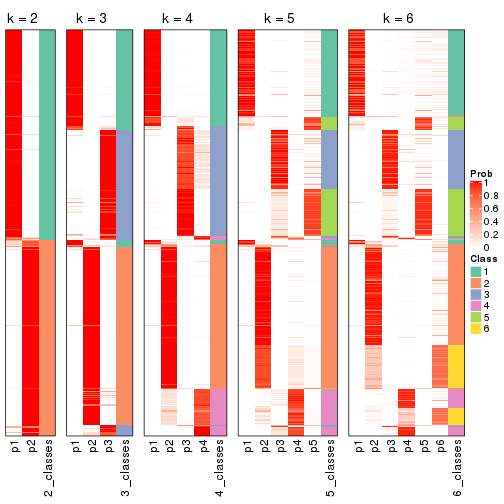 k = 2
k = 3
k = 4
k = 5
k = 6
p1
p2
2_classes
p1
p2
p3
3_classes
p1
p2
p3
p4
4_classes
p1
p2
p3
p4
p5
5_classes
p1
p2
p3
p4
p5
p6
6_classes
Prob
1
0.8
0.6
0.4
0.2
0
Class
1
2
3
4
5
6